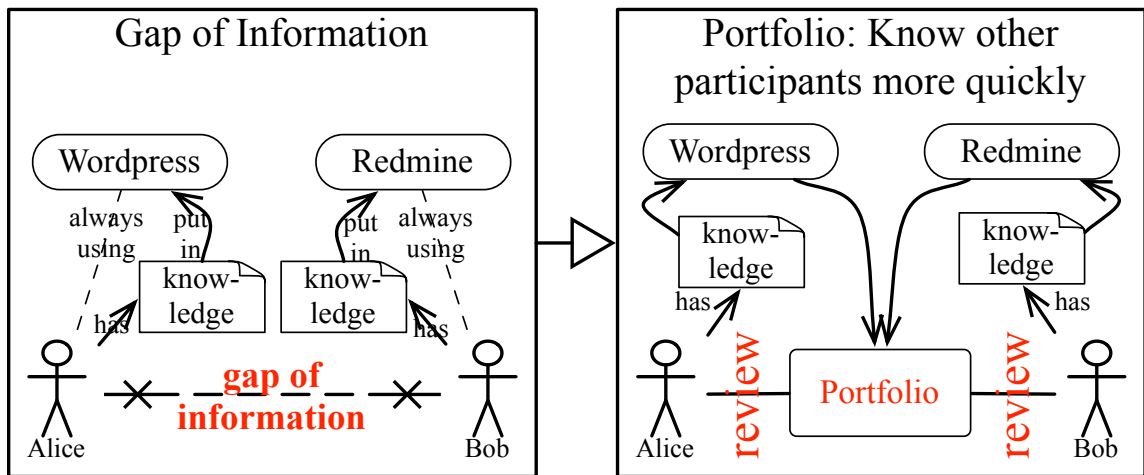 Gap of Information
Wordpress
Redmine
always
using
put
in
put
in
always
using
know-
ledge
know-
ledge
has
has
gap of
information
Alice
Bob
Portfolio: Know other
participants more quickly
Wordpress
Redmine
know-
ledge
know-
ledge
has
has
review
Portfolio
review
Alice
Bob